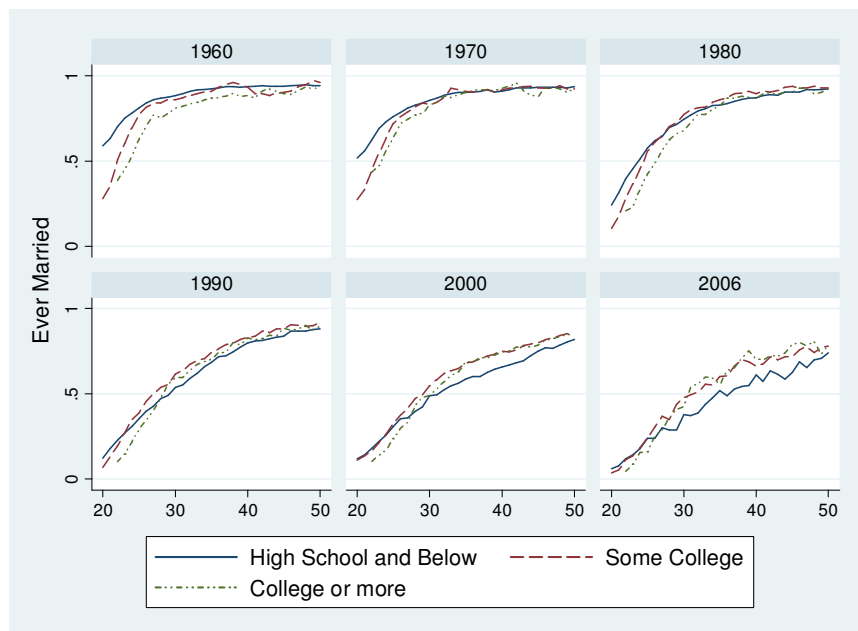 1960 1970 1980
1
.5
0
Ever Married
1990 2000 2006
1
.5
0
20 30 40 50 20 30 40 50 20 30 40 50
High School and Below Some College
College or more